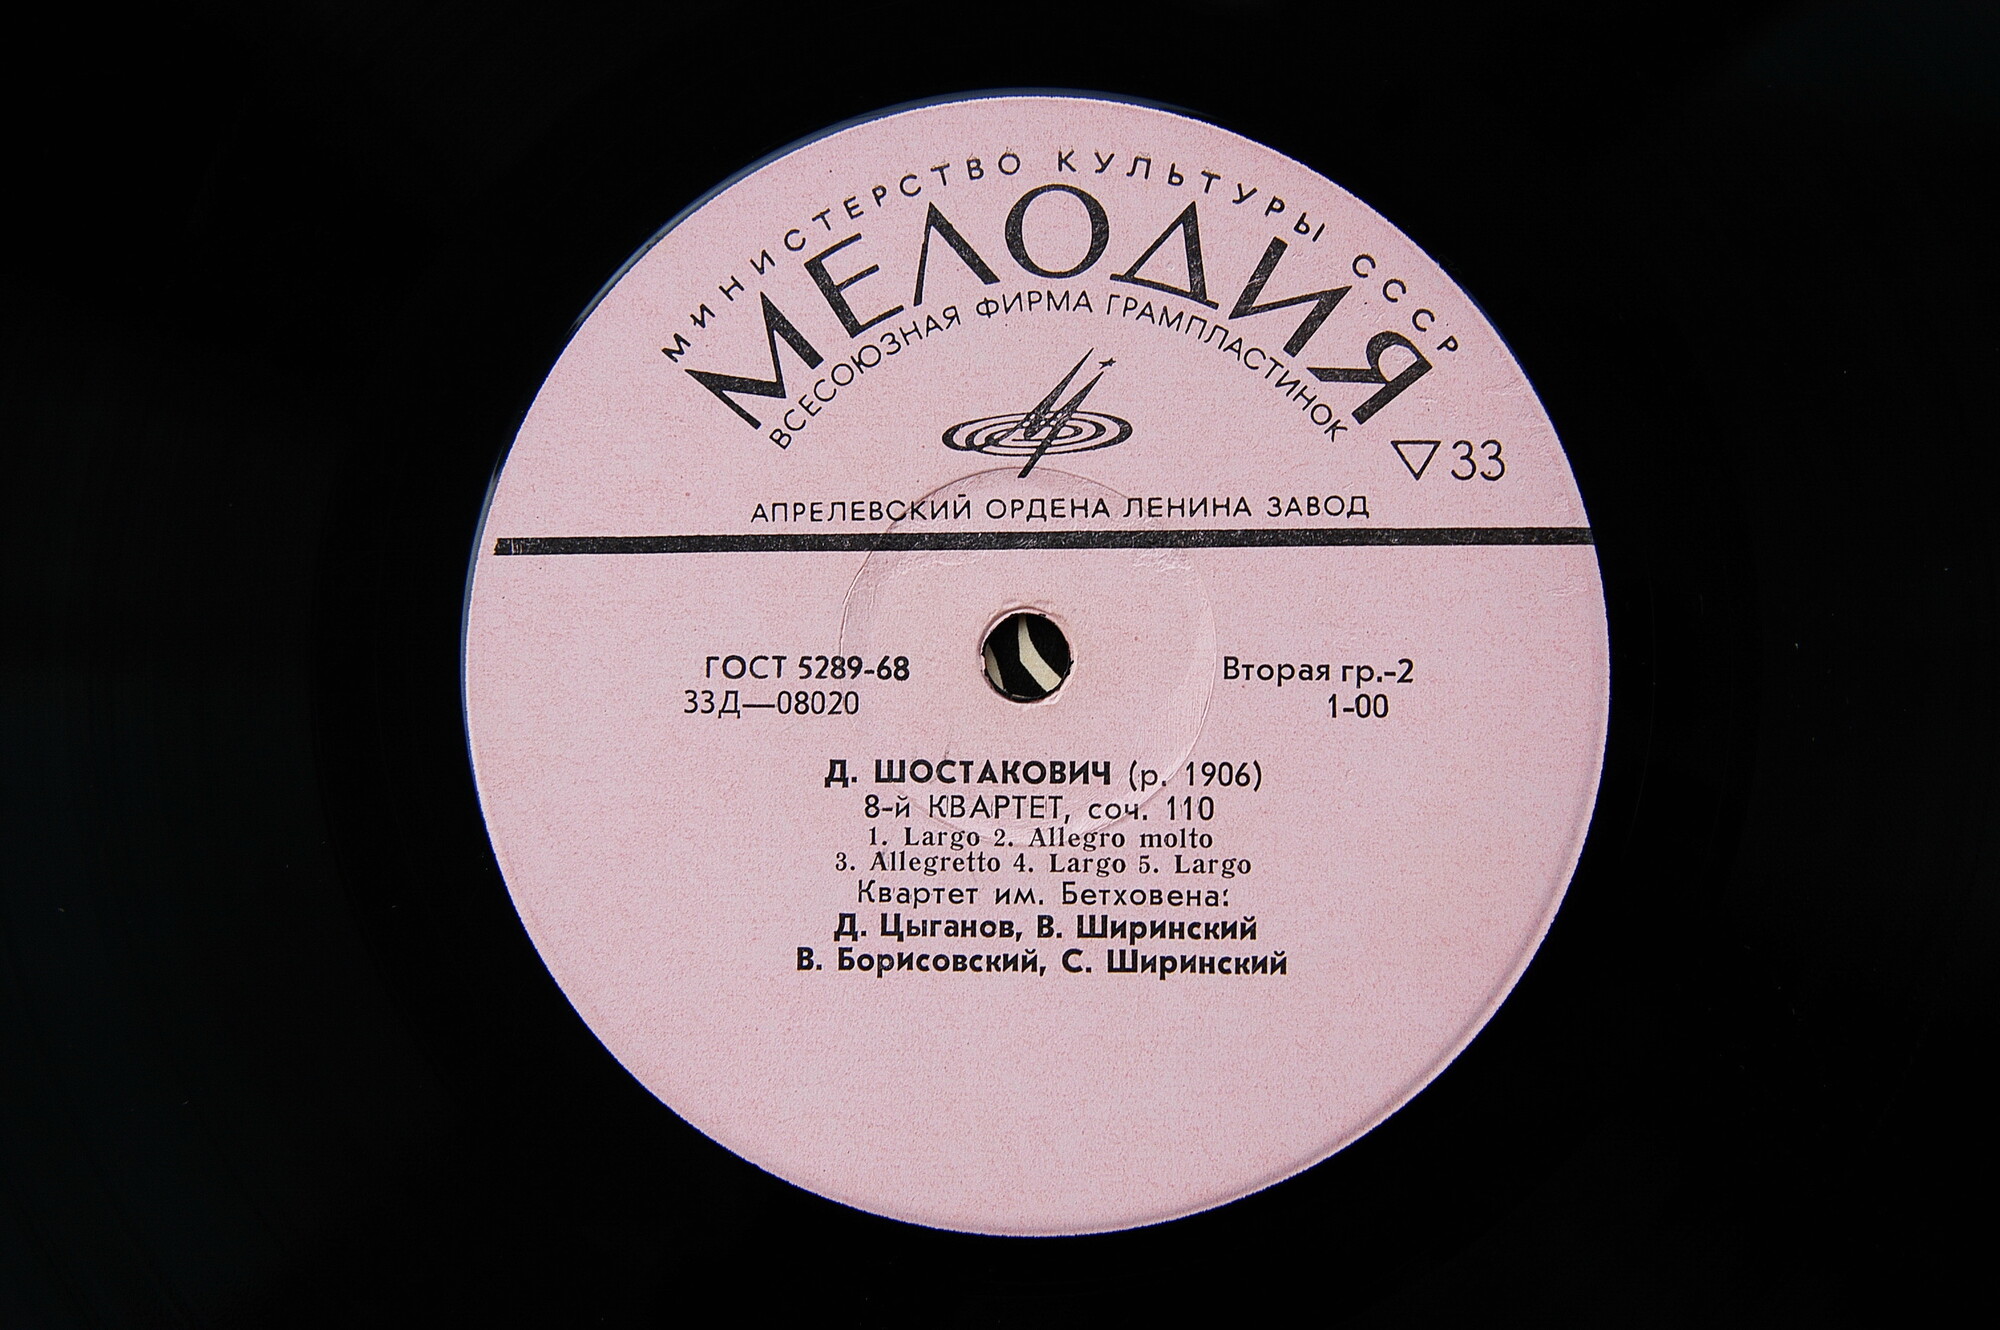 МИНИСТЕРСТВО КУЛЬТУРЫ СССР
МЕЛОДИЯ
ВСЕСОЮЗНАЯ ФИРМА ГРАМПЛАСТИНОК
▽33
АПРЕЛЕВСКИЙ ОРДЕНА ЛЕНИНА ЗАВОД
ГОСТ 5289-68
33Д—08020
Вторая гр.-2
1-00
Д. ШОСТАКОВИЧ (р. 1906)
8-й КВАРТЕТ, соч. 110
1. Largo 2. Allegro molto
3. Allegretto 4. Largo 5. Largo
Квартет им. Бетховена:
Д. Цыганов, В. Ширинский
В. Борисовский, С. Ширинский